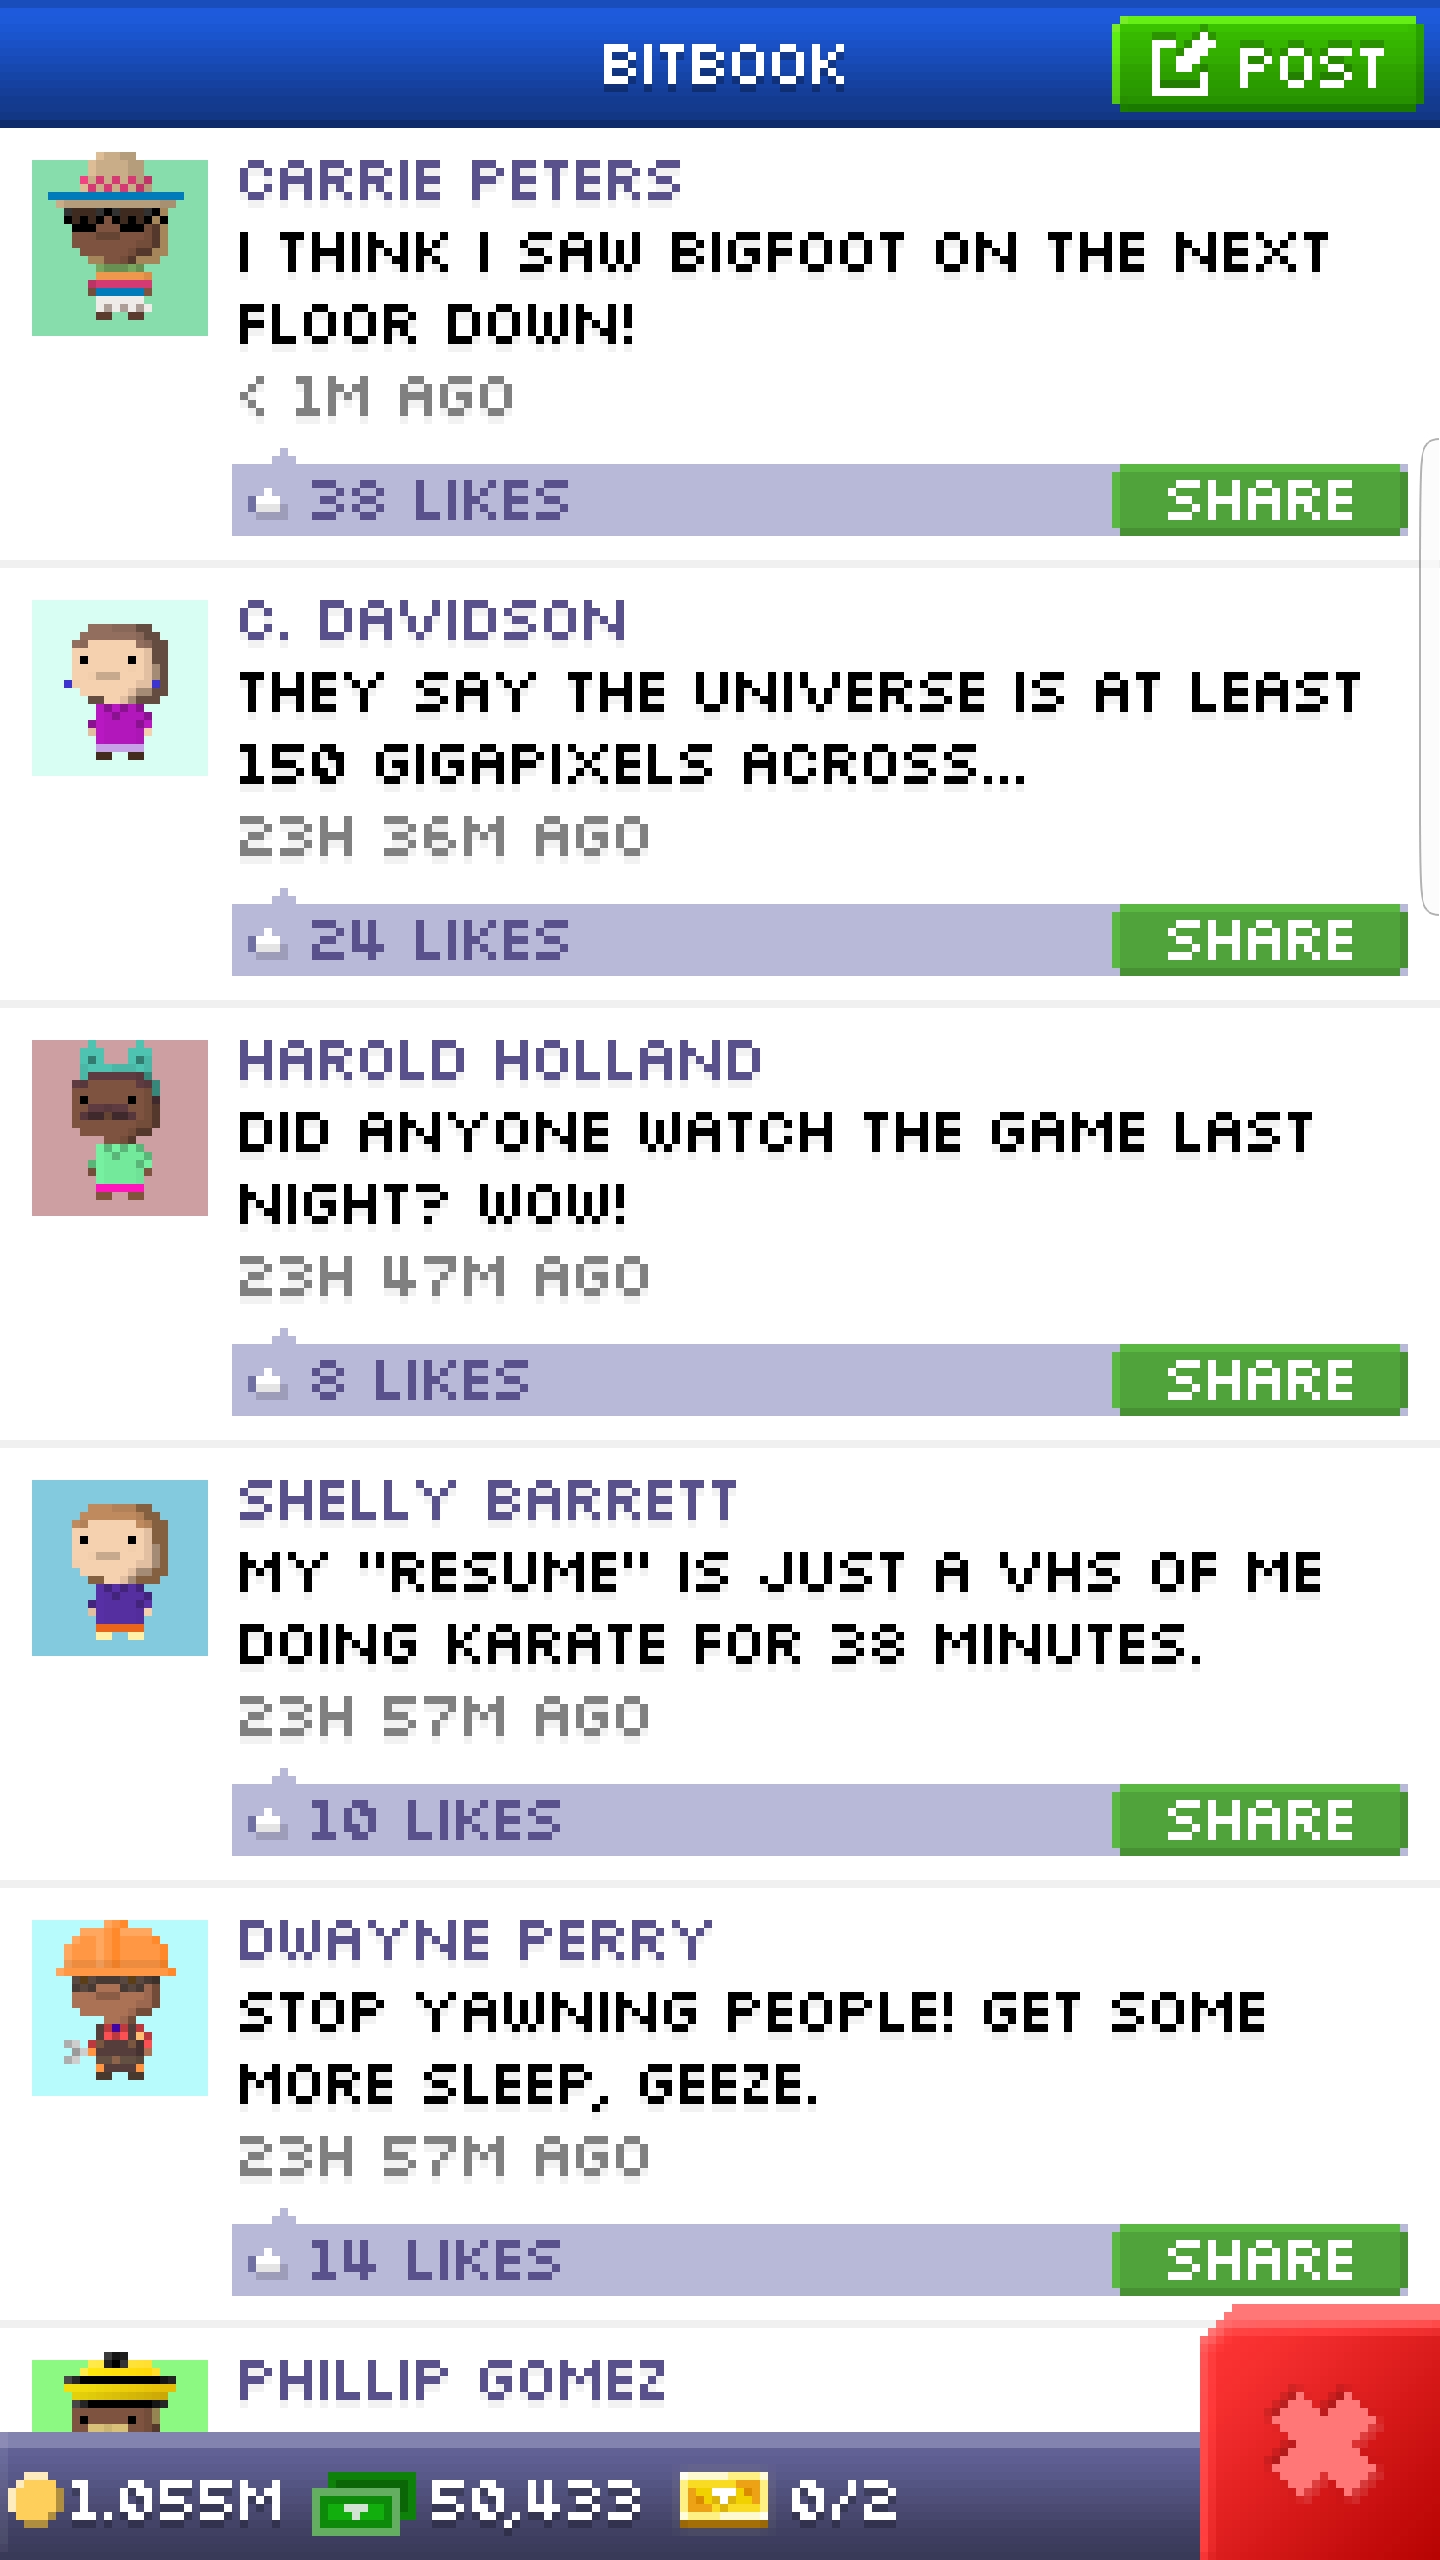 BITBOOK
POST
CARRIE PETERS
I THINK I SAW BIGFOOT ON THE NEXT
FLOOR DOWN!
< 1M AGO
38 LIKES
SHARE
C. DAVIDSON
THEY SAY THE UNIVERSE IS AT LEAST
150 GIGAPIXELS ACROSS...
23H 36M AGO
24 LIKES
SHARE
HAROLD HOLLAND
DID ANYONE WATCH THE GAME LAST
NIGHT? WOW!
23H 47M AGO
8 LIKES
SHARE
SHELLY BARRETT
MY "RESUME" IS JUST A VHS OF ME
DOING KARATE FOR 38 MINUTES.
23H 57M AGO
10 LIKES
SHARE
DWAYNE PERRY
STOP YAWNING PEOPLE! GET SOME
MORE SLEEP, GEEZE.
23H 57M AGO
14 LIKES
SHARE
PHILLIP GOMEZ
1.055M
50,433
0/2